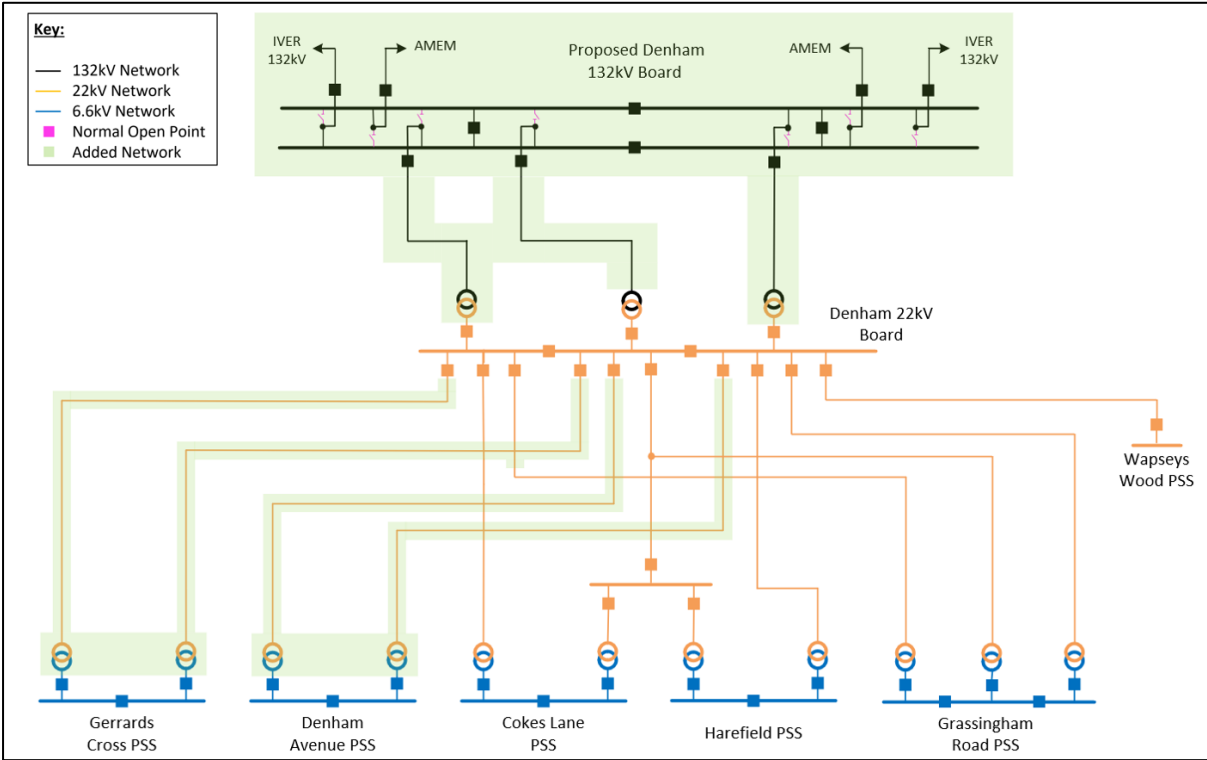 Key:
132kV Network
22kV Network
6.6kV Network
Normal Open Point
Added Network
IVER
132kV
AMEM
Proposed Denham
132kV Board
AMEM
IVER
132kV
Denham 22kV
Board
Wapseys
Wood PSS
Gerrards
Cross PSS
Denham
Avenue PSS
Cokes Lane
PSS
Harefield PSS
Grassingham
Road PSS